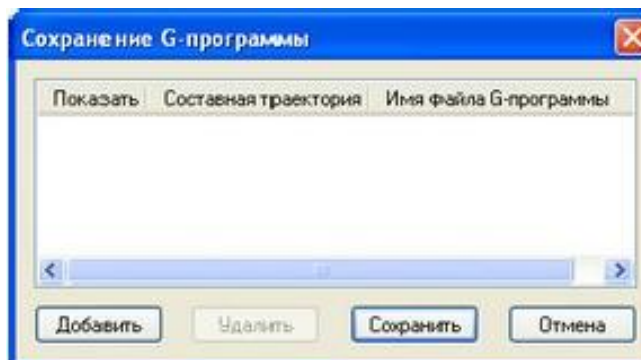 Сохранение G-программы
Показать Составная траектория Имя файла G-программы
Добавить Удалить Сохранить Отмена